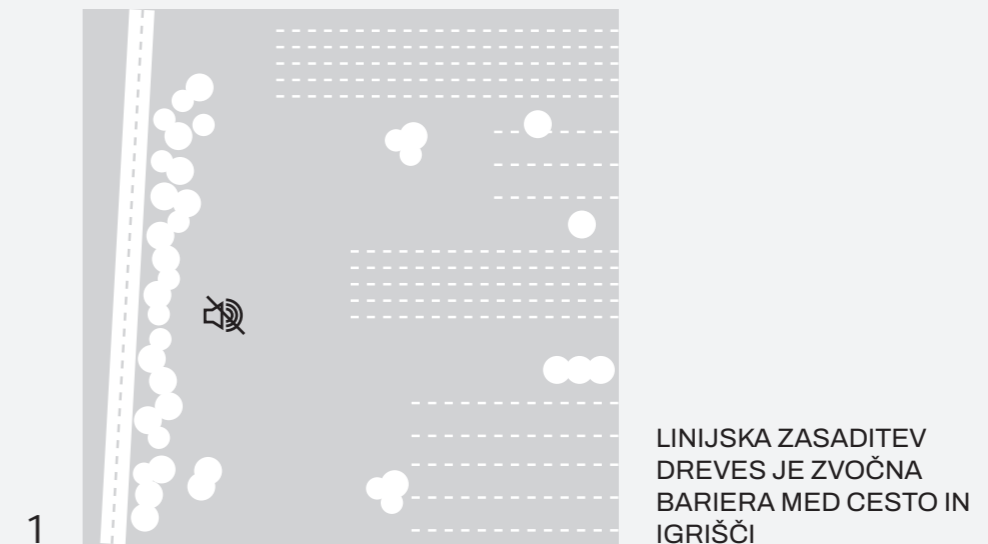 1
LINIJSKA ZASADITEV
DREVES JE ZVOČNA
BARIERA MED CESTO IN
IGRIŠČI